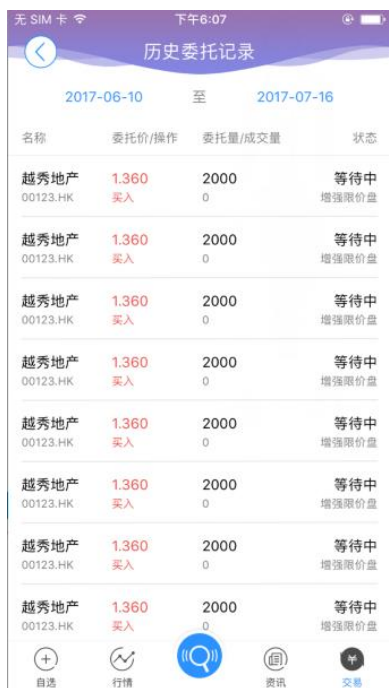 无 SIM 卡 下午6:07
历史委托记录
2017-06-10 至 2017-07-16
名称 委托价/操作 委托量/成交量 状态
越秀地产 1.360 2000 等待中
00123.HK 买入 0 增强限价盘
越秀地产 1.360 2000 等待中
00123.HK 买入 0 增强限价盘
越秀地产 1.360 2000 等待中
00123.HK 买入 0 增强限价盘
越秀地产 1.360 2000 等待中
00123.HK 买入 0 增强限价盘
越秀地产 1.360 2000 等待中
00123.HK 买入 0 增强限价盘
越秀地产 1.360 2000 等待中
00123.HK 买入 0 增强限价盘
越秀地产 1.360 2000 等待中
00123.HK 买入 0 增强限价盘
越秀地产 1.360 2000 等待中
00123.HK 买入 0 增强限价盘
自选 行情 资讯 交易